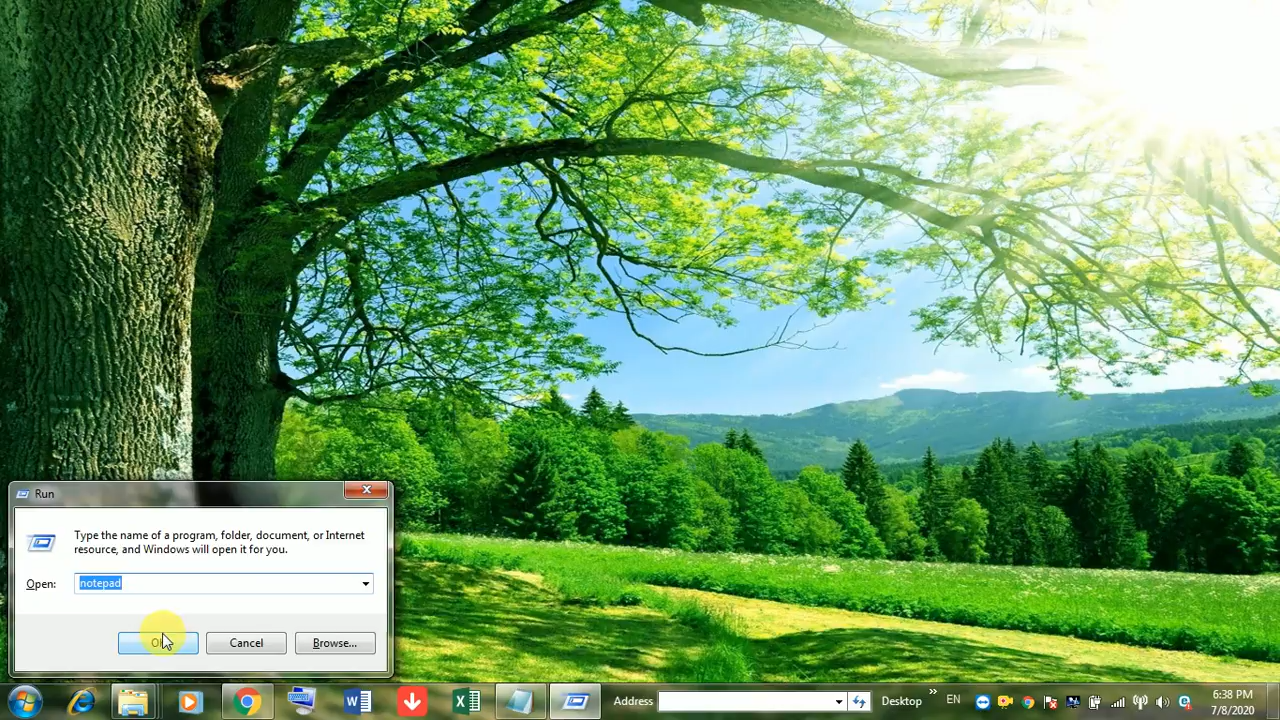 Run
Type the name of a program, folder, document, or Internet
resource, and Windows will open it for you.
Open: notepad
Cancel Browse...
Address Desktop » EN 6:38 PM
7/8/2020